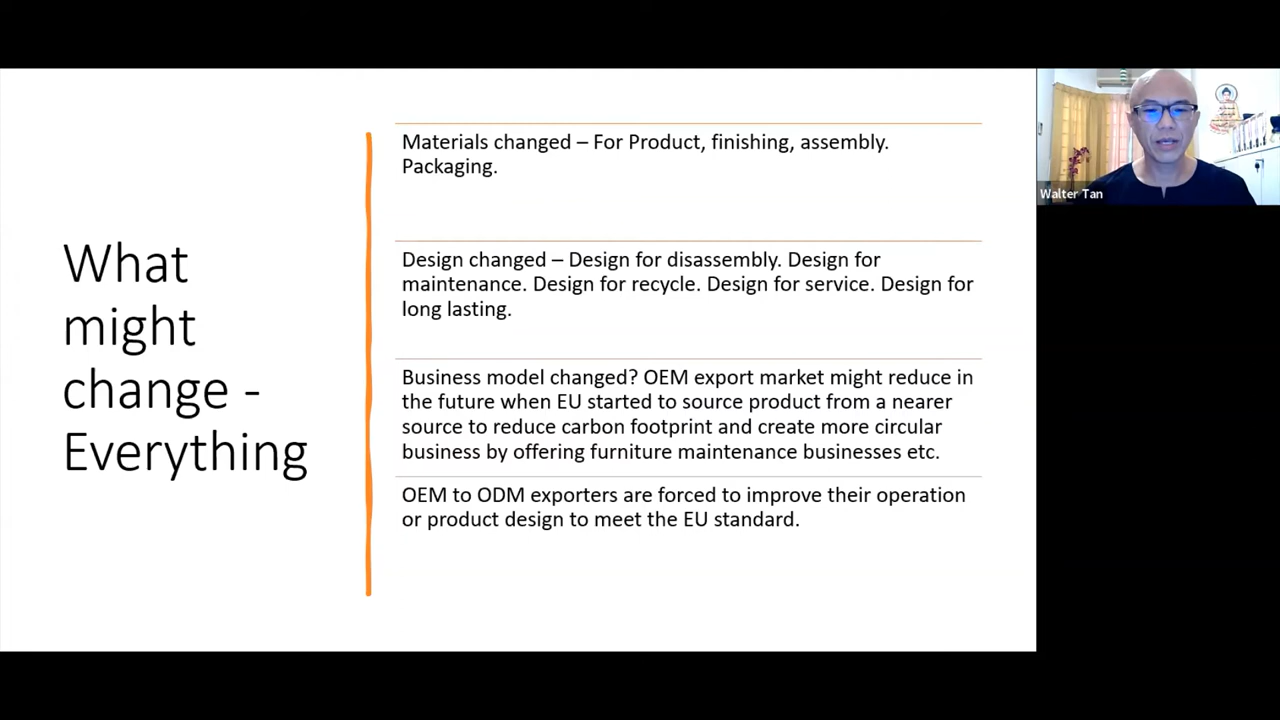 What
might
change -
Everything
Materials changed – For Product, finishing, assembly.
Packaging.
Design changed – Design for disassembly. Design for
maintenance. Design for recycle. Design for service. Design for
long lasting.
Business model changed? OEM export market might reduce in
the future when EU started to source product from a nearer
source to reduce carbon footprint and create more circular
business by offering furniture maintenance businesses etc.
OEM to ODM exporters are forced to improve their operation
or product design to meet the EU standard.
Walter Tan